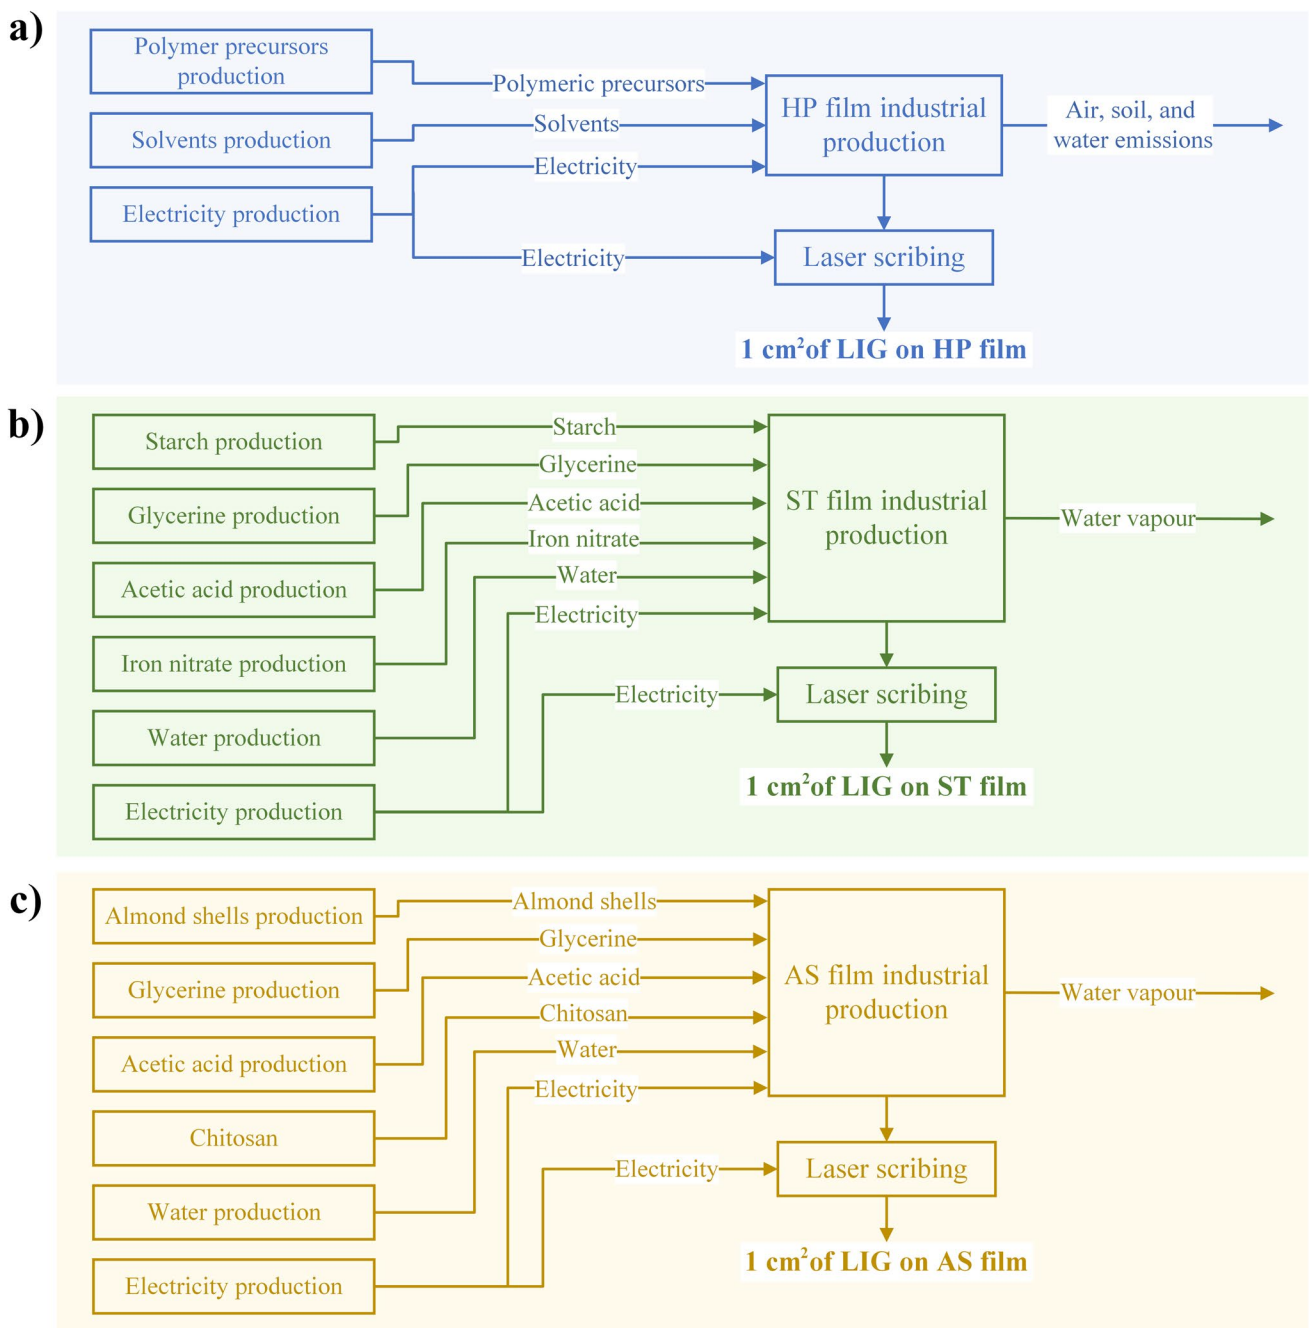 a)
Polymer precursors
production
Polymeric precursors
Solvents production
Solvents
Electricity production
Electricity
Electricity
HP film industrial
production
Air, soil, and
water emissions
Laser scribing
1 cm²of LIG on HP film
b)
Starch production
Starch
Glycerine production
Glycerine
Acetic acid production
Acetic acid
Iron nitrate production
Iron nitrate
Water production
Water
Electricity production
Electricity
Electricity
ST film industrial
production
Water vapour
Laser scribing
1 cm²of LIG on ST film
c)
Almond shells production
Almond shells
Glycerine production
Glycerine
Acetic acid production
Acetic acid
Chitosan
Chitosan
Water production
Water
Electricity production
Electricity
Electricity
AS film industrial
production
Water vapour
Laser scribing
1 cm²of LIG on AS film